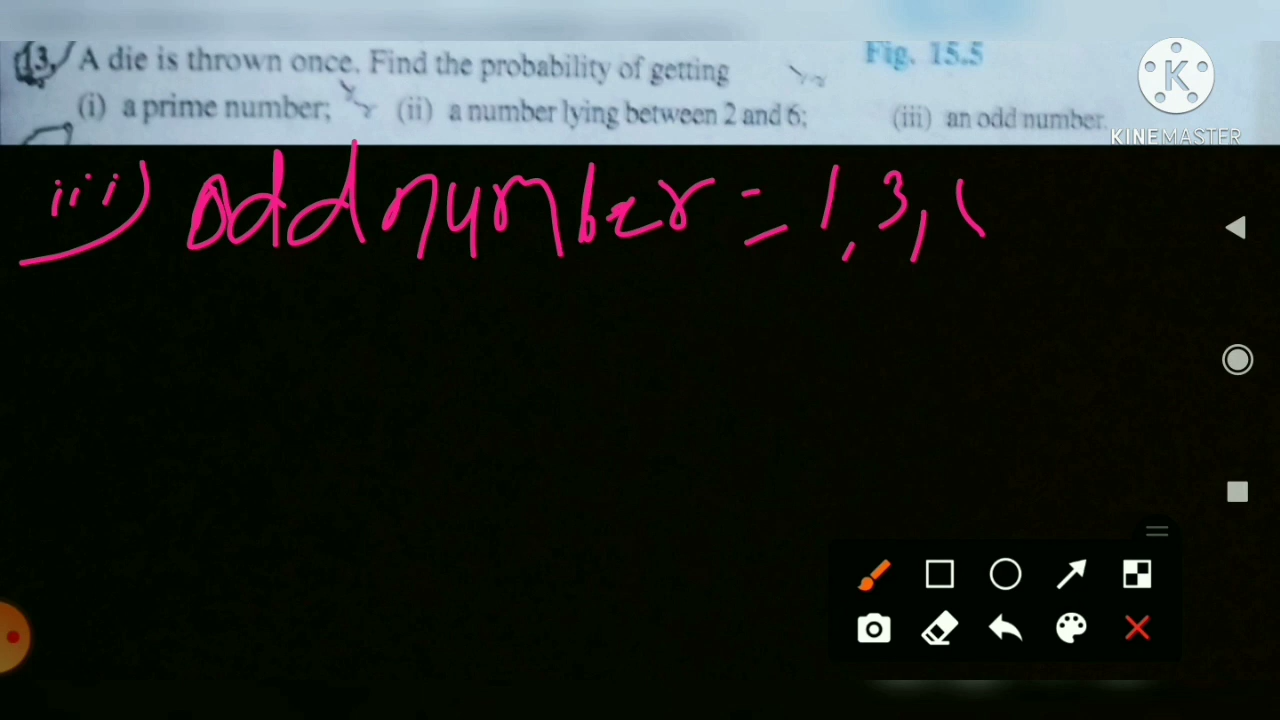 13. A die is thrown once. Find the probability of getting
Fig. 15.5
(i) a prime number; (ii) a number lying between 2 and 6; (iii) an odd number.
KINEMASTER
iii) Odd number = 1, 3,